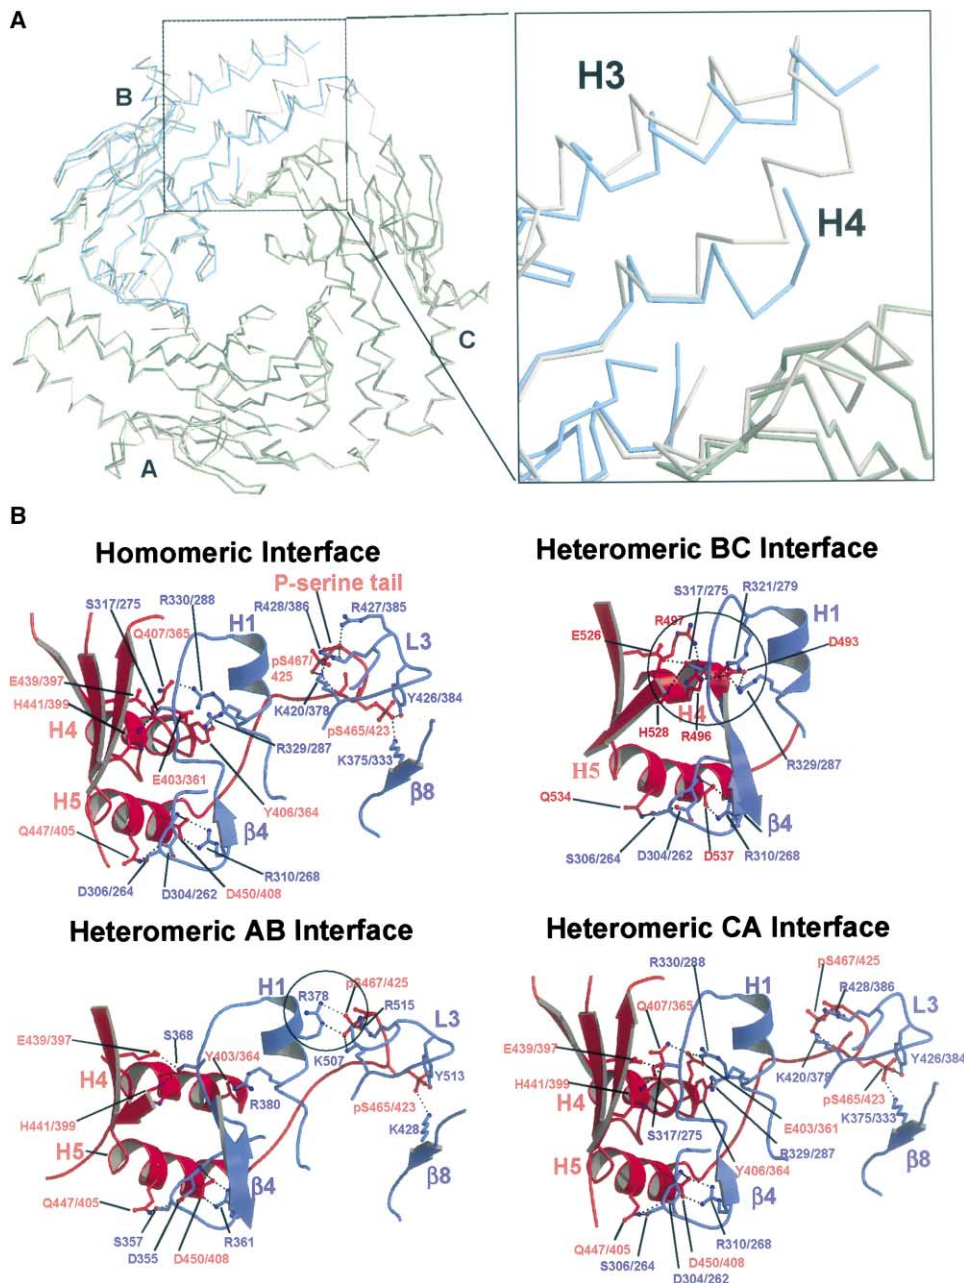 A
B
A
C
H3
H4
B
Homomeric Interface
P-serine tail
S317/275
R330/288
Q407/365
H1
R428/386
R427/385
L3
pS467/
425
E439/397
H441/399
H4
K420/378
Y426/384
pS465/423
R329/287
K375/333
E403/361
β8
H5
Y406/364
Q447/405
β4
D306/264
D304/262
R310/268
D450/408
Heteromeric BC Interface
S317/275
R321/279
H1
R497
E526
D493
H4
H528
R496
R329/287
H5
Q534
β4
S306/264
D304/262
D537
R310/268
Heteromeric AB Interface
H1
R378
pS467/425
R515
L3
E439/397
S368
Y403/364
K507
Y513
H4
R380
pS465/423
H441/399
K428
H5
β4
β8
Q447/405
S357
D355
D450/408
R361
Heteromeric CA Interface
R330/288
pS467/425
H1
Q407/365
R428/386
L3
E439/397
Y426/384
H441/399
K420/378
H4
pS465/423
S317/275
E403/361
K375/333
R329/287
H5
Y406/364
β8
β4
Q447/405
R310/268
S306/264
D450/408
D304/262